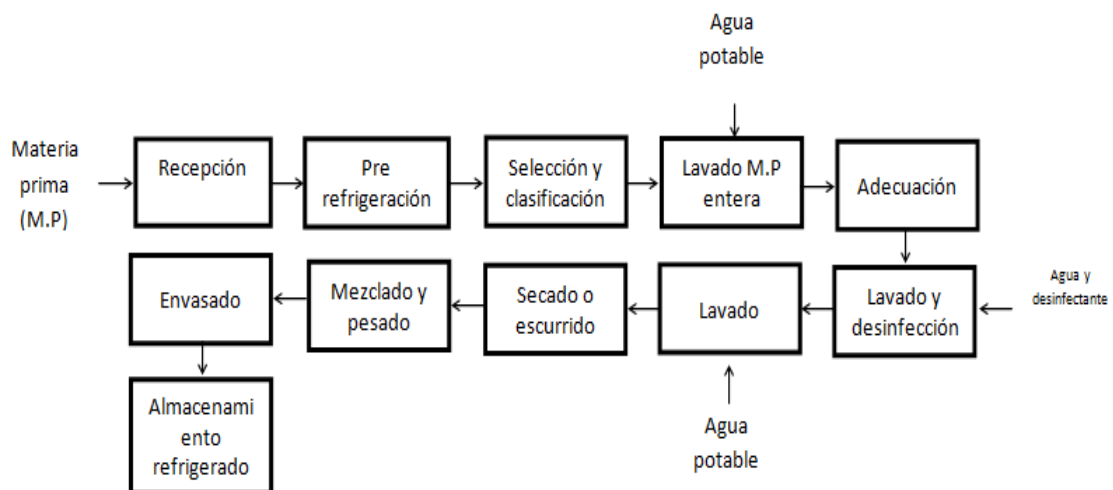 Agua
potable
Materia
prima
(M.P)
Recepción
Pre
refrigeración
Selección y
clasificación
Lavado M.P
entera
Adecuación
Envasado
Mezclado y
pesado
Secado o
escurrido
Lavado
Lavado y
desinfección
Agua y
desinfectante
Almacenami
ento
refrigerado
Agua
potable